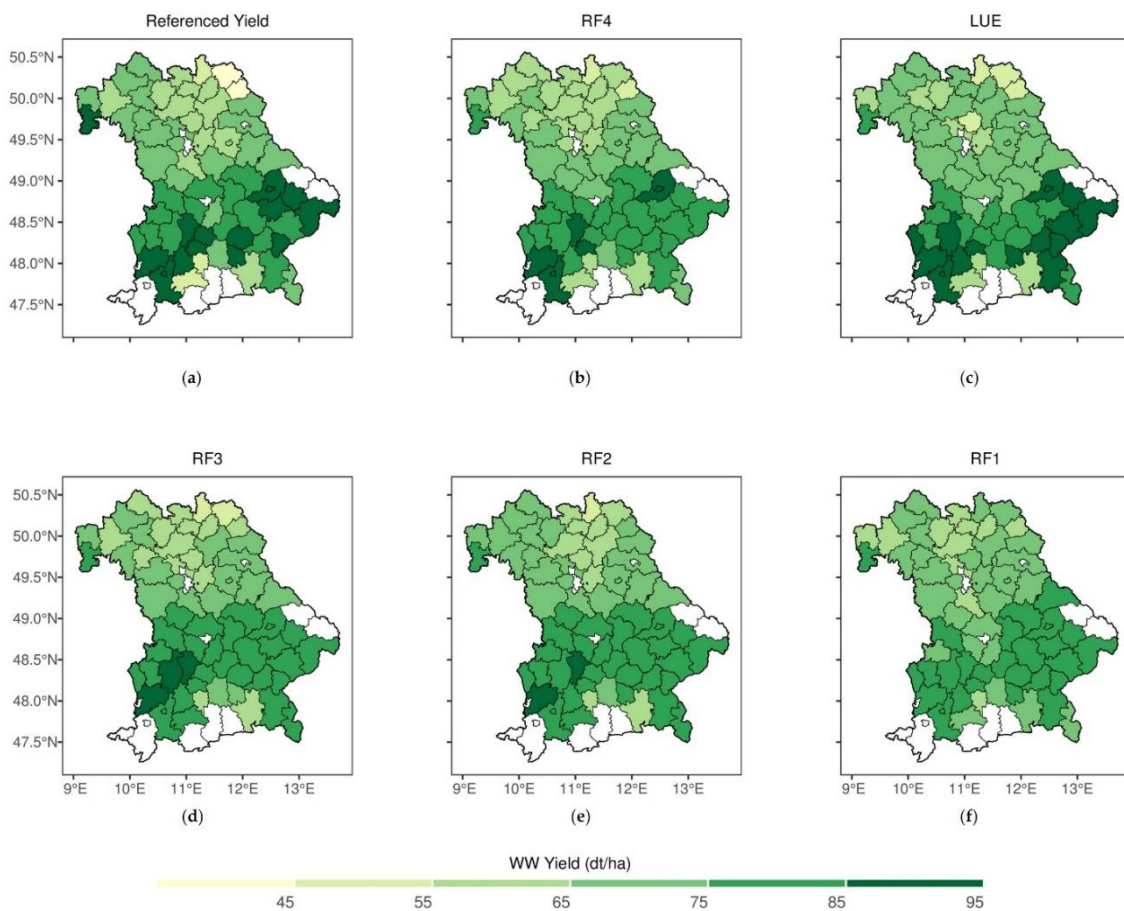 Referenced Yield
RF4
LUE
50.5°N
50.0°N
49.5°N
49.0°N
48.5°N
48.0°N
47.5°N
(a)
(b)
(c)
RF3
RF2
RF1
50.5°N
50.0°N
49.5°N
49.0°N
48.5°N
48.0°N
47.5°N
9°E 10°E 11°E 12°E 13°E
9°E 10°E 11°E 12°E 13°E
9°E 10°E 11°E 12°E 13°E
(d)
(e)
(f)
WW Yield (dt/ha)
45 55 65 75 85 95